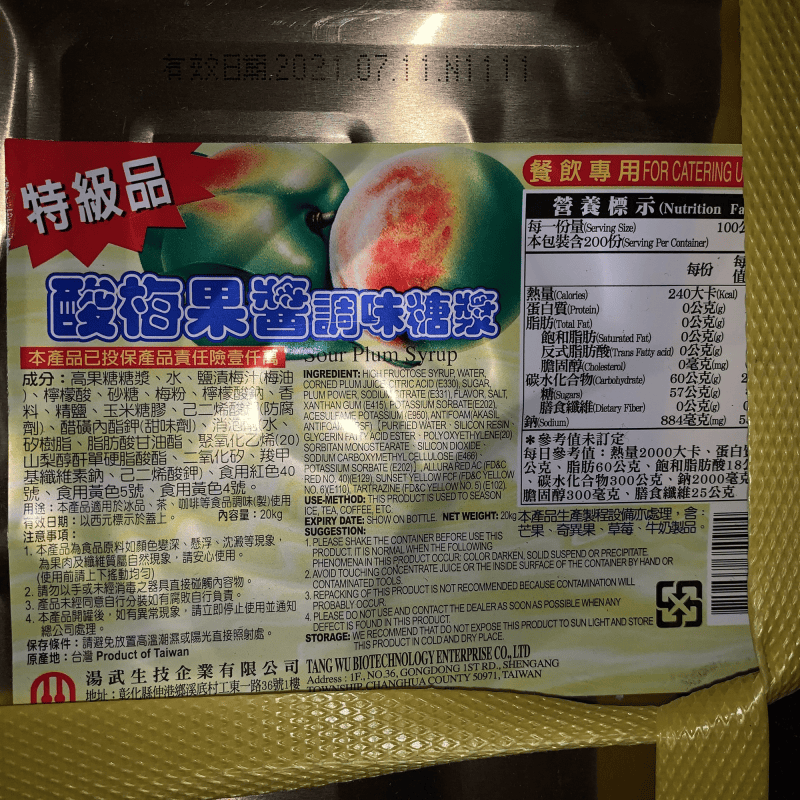 有效日期 2021.07.11.N1111
特級品
餐飲專用FOR CATERING
營養標示(Nutrition
每一份量(Serving Size) 100
本包裝含200份(Serving Per Container)
每份
熱量(Calories) 240大卡(Kcal)
蛋白質(Protein) 0公克(g)
脂肪(Total Fat) 0公克(g)
飽和脂肪(Saturated Fat) 0公克(g)
反式脂肪酸(Trans Fatty acid) 0公克(g)
膽固醇(Cholesterol) 0毫克(mg)
碳水化合物(Carbohydrate) 60公克(g)
糖(Sugars) 57公克(g)
膳食纖維(Dietary Fiber) 0公克(g)
鈉(Sodium) 884毫克(mg)
*參考值未訂定
每日參考值：熱量2000大卡、蛋白質
公克、脂肪60公克、飽和脂肪酸18
、碳水化合物300公克、鈉2000毫克
膽固醇300毫克、膳食纖維25公克
酸梅果醬調味糖漿
Sour Plum Syrup
本產品已投保產品責任險壹仟萬
成分：高果糖糖漿、水、鹽漬梅汁(梅油
)、檸檬酸、砂糖、梅粉、檸檬酸鈉、香
料、精鹽、玉米糖膠、己二烯酸鉀(防腐
劑)、醋磺內酯鉀(甜味劑)、消泡劑(水、
矽樹脂、脂肪酸甘油酯、聚氧化乙烯(20)
山梨醇酐單硬脂酸酯、二氧化矽、羧甲
基纖維素鈉、己二烯酸鉀)、食用紅色40
號、食用黃色5號、食用黃色4號。
用途：本產品適用於冰品、茶、咖啡等食品調味(製)使用
有效日期：以西元標示於蓋上。 內容量：20kg
注意事項：
1. 本產品為食品原料如顏色變深、懸浮、沈澱等現象，
為果肉及纖維質屬自然現象，請安心使用。
(使用前請上下搖動均勻)
2. 請勿以手或未經消毒之器具直接碰觸內容物。
3. 產品未經同意自行分裝如有腐敗自行負責。
4. 本產品開罐後，如有異常現象，請立即停止使用並通知
總公司處理。
保存條件：請避免放置高溫潮濕或陽光直接照射處。
原產地：台灣 Product of Taiwan
INGREDIENT: HIGH FRUCTOSE SYRUP, WATER,
CORNED PLUM JUICE, CITRIC ACID (E330), SUGAR,
PLUM POWER, SODIUM CITRATE (E331), FLAVOR, SALT,
XANTHAN GUM (E415), POTASSIUM SORBATE(E202),
ACESULFAME POTASSIUM (E950), ANTIFOAM(AKASIL
ANTIFOAM SF)【PURIFIED WATER﹑SILICON RESIN﹑
GLYCERIN FATTY ACID ESTER﹑POLYOXYETHYLENE(20)
SORBITAN MONOSTEARATE﹑SILICON DIOXIDE﹑
SODIUM CARBOXYMETHYL CELLULOSE (E466)﹑
POTASSIUM SORBATE (E202)】, ALLURA RED AC (FD&C
RED NO. 40)(E129), SUNSET YELLOW FCF (FD&C YELLOW
NO. 6)(E110), TARTRAZINE (FD&C YELLOW NO. 5) (E102)
USE-METHOD: THIS PRODUCT IS USED TO SEASON
ICE, TEA, COFFEE, ETC.
EXPIRY DATE: SHOW ON BOTTLE. NET WEIGHT: 20kg
SUGGESTION:
1. PLEASE SHAKE THE CONTAINER BEFORE USE THIS
PRODUCT. IT IS NORMAL WHEN THE FOLLOWING
PHENOMENA IN THIS PRODUCT OCCUR: COLOR DARKEN, SOLID SUSPEND OR PRECIPITATE.
2. AVOID TOUCHING CONCENTRATE JUICE OR THE INSIDE SURFACE OF THE CONTAINER BY HAND OR
CONTAMINATED TOOLS.
3. REPACKING OF THIS PRODUCT IS NOT RECOMMENDED BECAUSE CONTAMINATION WILL
PROBABLY OCCUR.
4. PLEASE DO NOT USE AND CONTACT THE DEALER AS SOON AS POSSIBLE WHEN ANY
DEFECT IS FOUND IN THIS PRODUCT.
STORAGE: WE RECOMMEND THAT DO NOT EXPOSE THIS PRODUCT TO SUN LIGHT AND STORE
THIS PRODUCT IN COLD AND DRY PLACE.
本產品生產製程設備亦處理，含：
芒果、奇異果、草莓、牛奶製品。
湯武生技企業有限公司
地址：彰化縣伸港鄉溪底村工東一路36號1樓
TANG WU BIOTECHNOLOGY ENTERPRISE CO., LTD
Address : 1F., NO.36, GONGDONG 1ST RD., SHENGANG
TOWNSHIP, CHANGHUA COUNTY 50971, TAIWAN